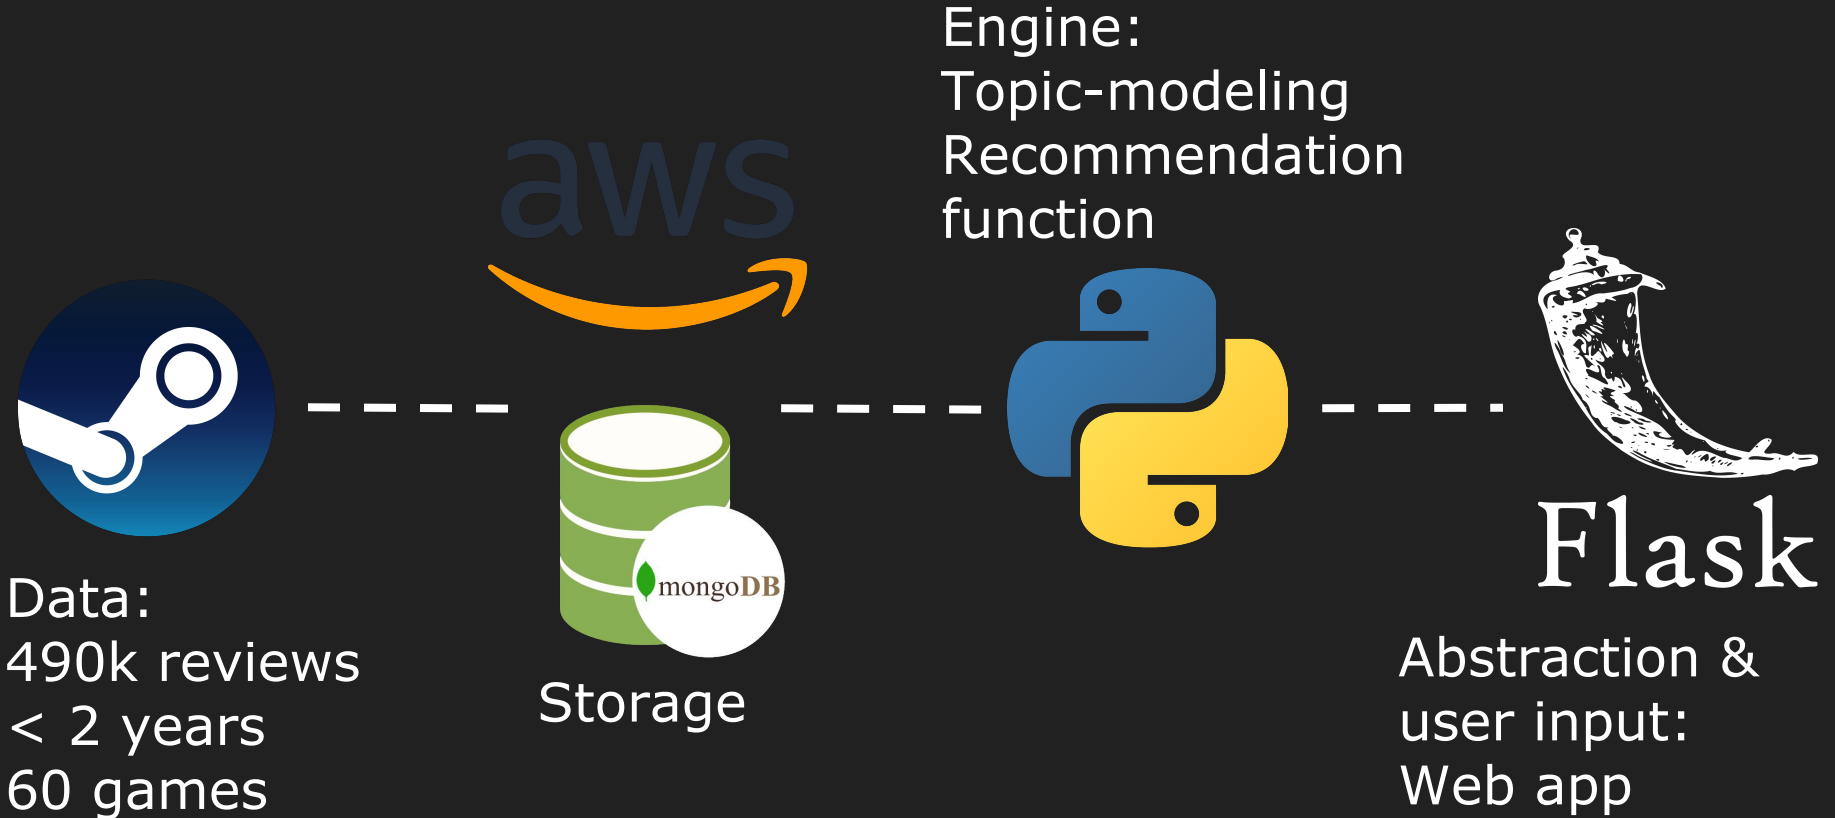 Data:
490k reviews
< 2 years
60 games
aws
mongoDB
Storage
Engine:
Topic-modeling
Recommendation
function
Flask
Abstraction &
user input:
Web app